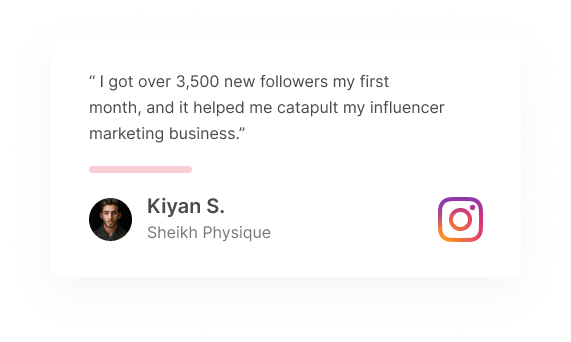 “ I got over 3,500 new followers my first
month, and it helped me catapult my influencer
marketing business.”
Kiyan S.
Sheikh Physique